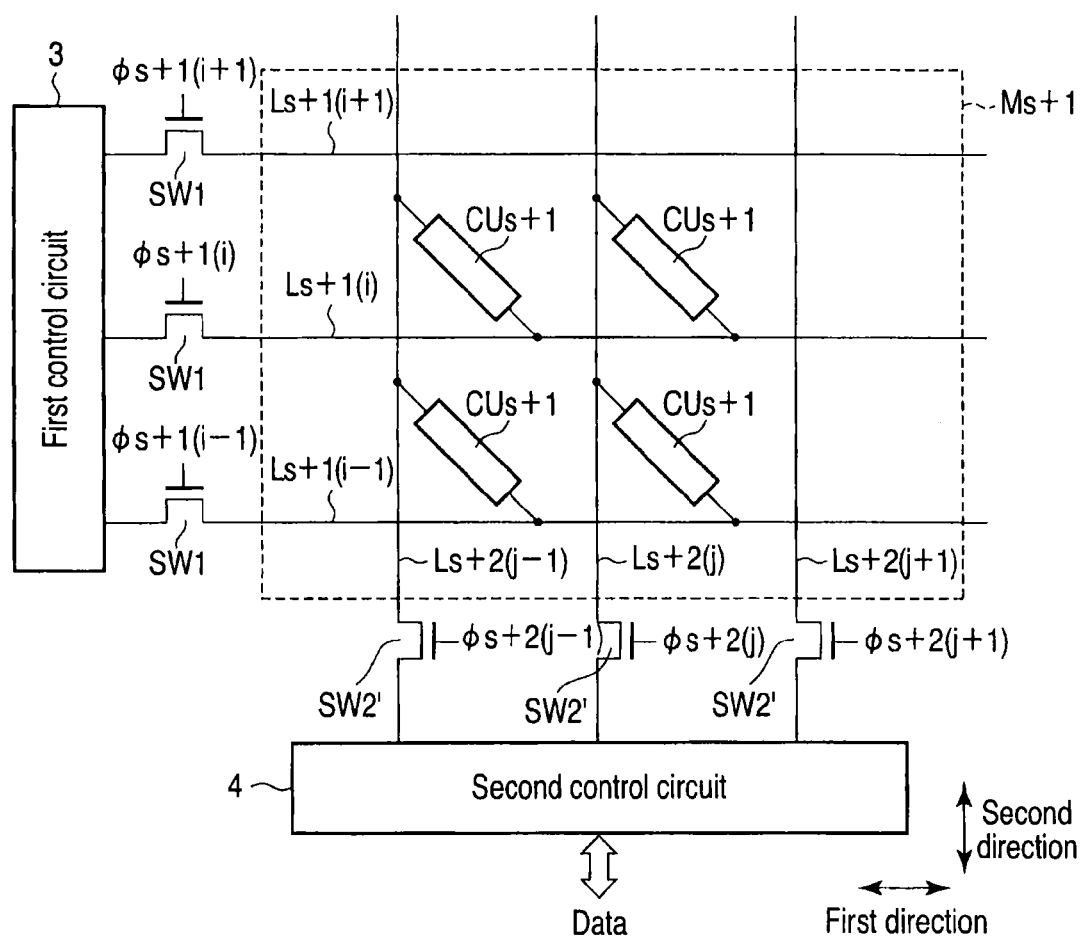 3
ϕs+1(i+1)
Ls+1(i+1)
Ms+1
SW1
CUs+1
CUs+1
ϕs+1(i)
Ls+1(i)
First control circuit
SW1
CUs+1
CUs+1
ϕs+1(i−1)
Ls+1(i−1)
SW1
Ls+2(j−1)
Ls+2(j)
Ls+2(j+1)
ϕs+2(j−1)
ϕs+2(j)
ϕs+2(j+1)
SW2'
SW2'
SW2'
4
Second control circuit
Second
direction
Data
First direction